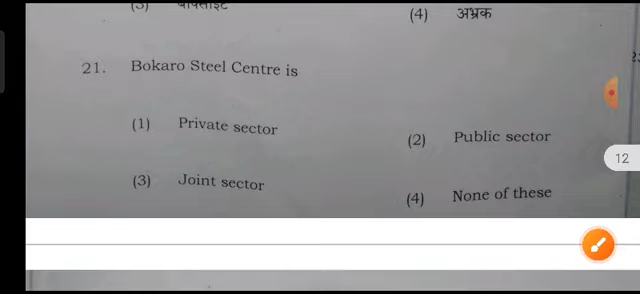 (4) अभ्रक
21. Bokaro Steel Centre is
(1) Private sector
(2) Public sector
(3) Joint sector
(4) None of these
12